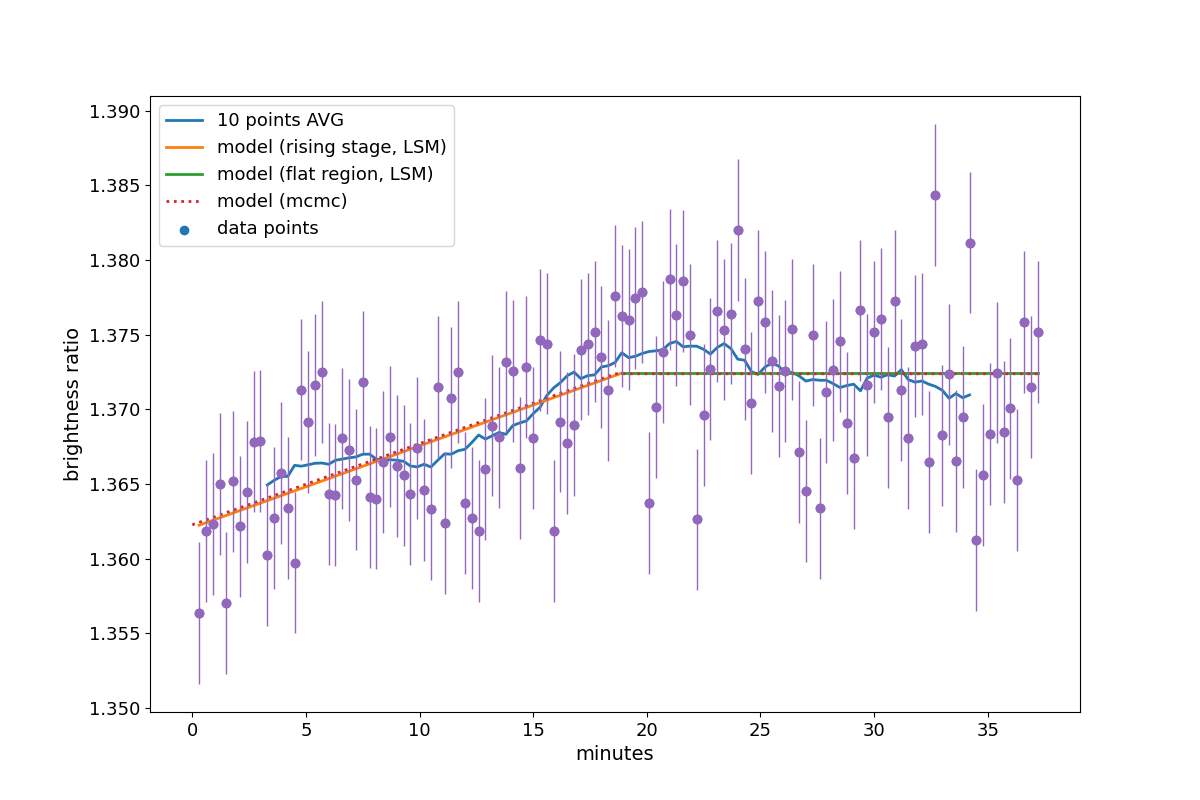 10 points AVG
model (rising stage, LSM)
model (flat region, LSM)
model (mcmc)
data points
brightness ratio
1.390
1.385
1.380
1.375
1.370
1.365
1.360
1.355
1.350
0 5 10 15 20 25 30 35
minutes